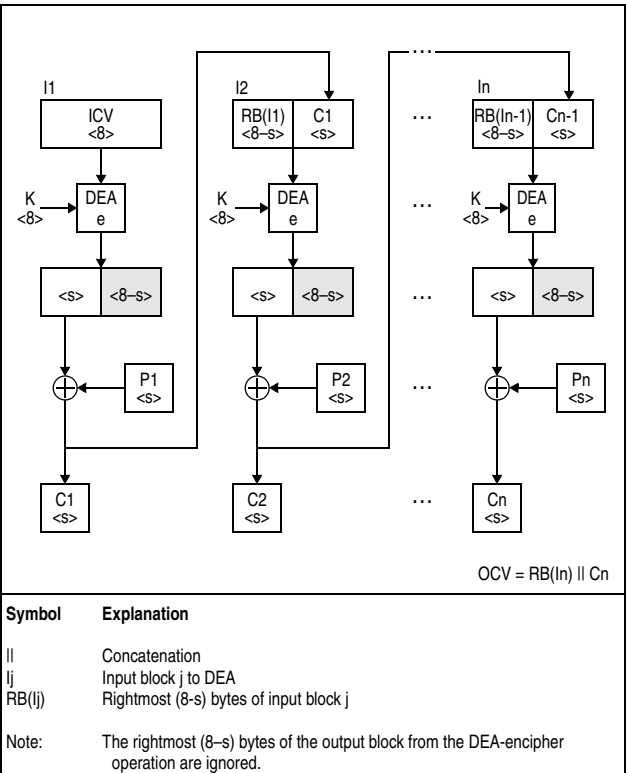 ...
I1 I2 In
ICV RB(I1) C1 ... RB(In-1) Cn-1
<8> <8–s> <s> <8–s> <s>
K DEA K DEA ... K DEA
<8> e <8> e <8> e
<s> <8–s> <s> <8–s> ... <s> <8–s>
P1 P2 ... Pn
<s> <s> <s>
C1 C2 ... Cn
<s> <s> <s>
OCV = RB(In) || Cn
Symbol Explanation
|| Concatenation
Ij Input block j to DEA
RB(Ij) Rightmost (8-s) bytes of input block j
Note: The rightmost (8–s) bytes of the output block from the DEA-encipher
operation are ignored.